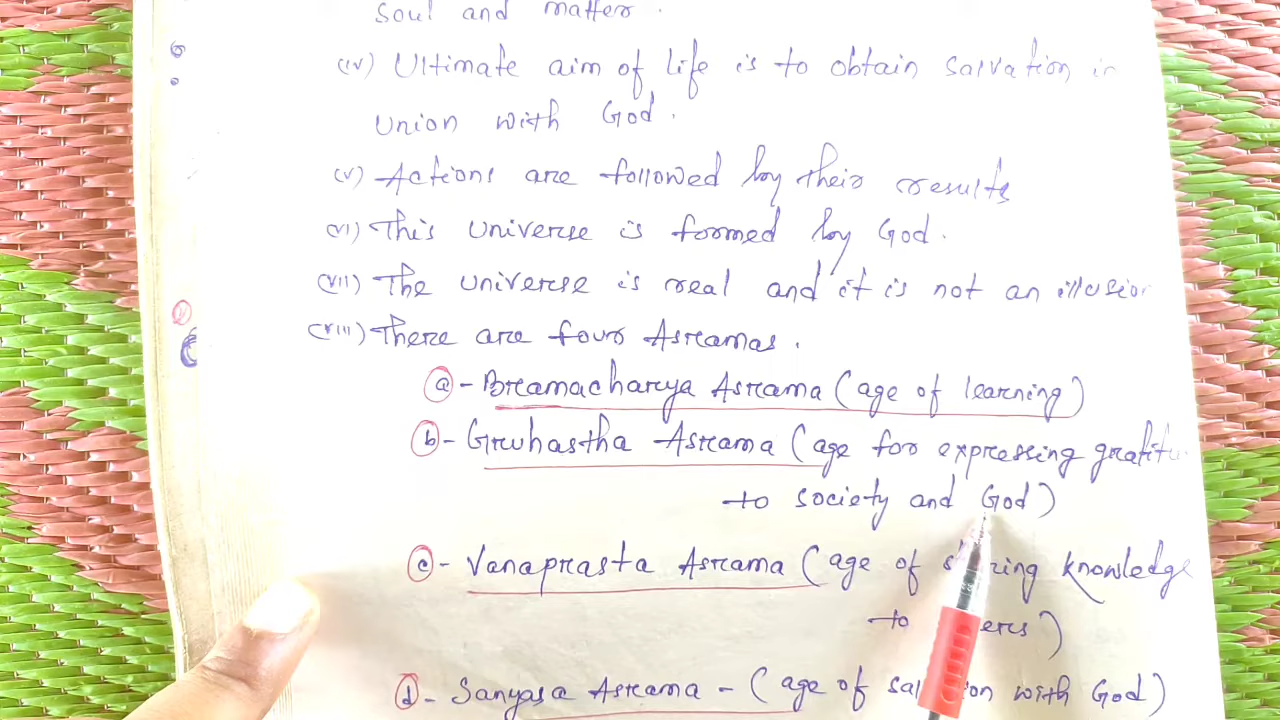 soul and matter.
(iv) Ultimate aim of life is to obtain salvation in
union with God.
(v) Actions are followed by their results
(vi) This universe is formed by God.
(vii) The universe is real and it is not an illusion
(viii) There are four Asramas.
(a) - Bramacharya Asrama (age of learning)
(b) - Gruhastha Asrama (age for expressing gratitu
to society and God)
(c) - Vanaprasta Asrama (age of knowledge
to
(d) - Sanyasa Asrama - (age of with God)